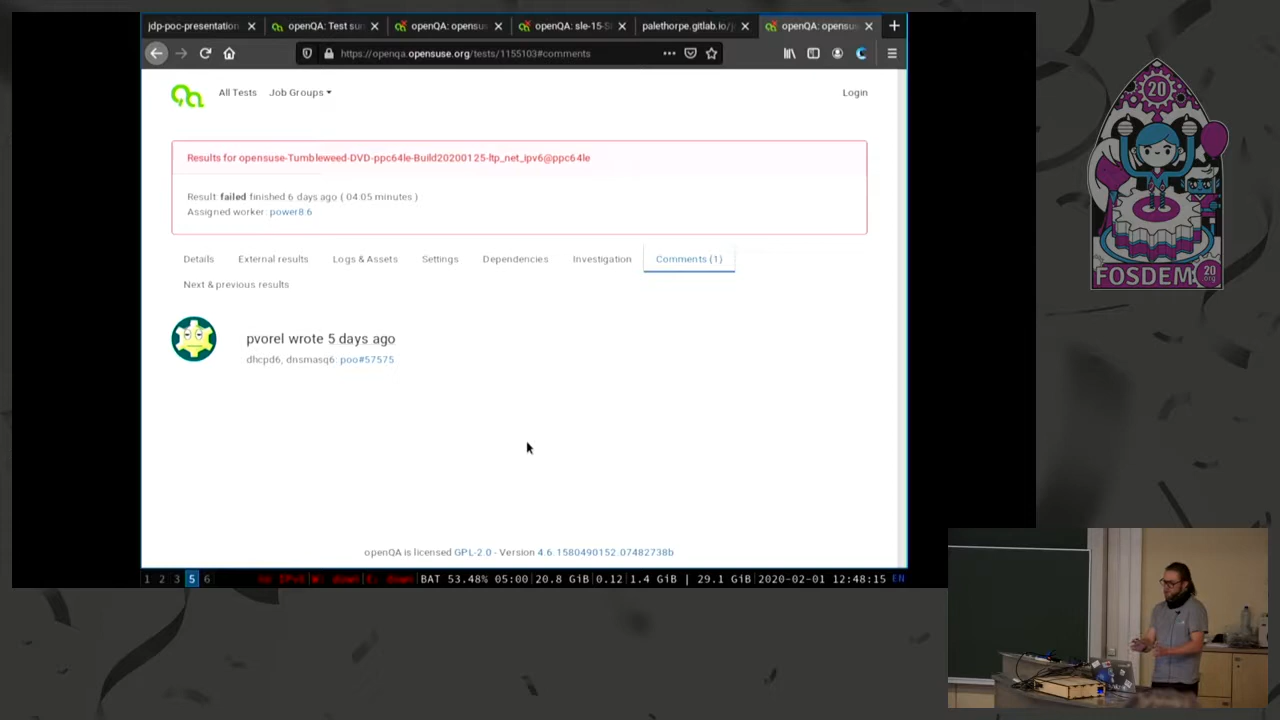 jdp-poc-presentation
openQA: Test su
openQA: opensus
openQA: sle-15-S
palethorpe.gitlab.io/j
openQA: opensus
https://openqa.opensuse.org/tests/1155103#comments
All Tests
Job Groups
Login
Results for opensuse-Tumbleweed-DVD-ppc64le-Build20200125-ltp_net_ipv6@ppc64le
Result: failed finished 6 days ago ( 04:05 minutes )
Assigned worker: power8:6
Details
External results
Logs & Assets
Settings
Dependencies
Investigation
Comments (1)
Next & previous results
pvorel wrote 5 days ago
dhcpd6, dnsmasq6: poo#57575
openQA is licensed GPL-2.0 - Version 4.6.1580490152.07482738b
1 2 3 5 6
BAT 53.48% 05:00 20.8 GiB 0.12 1.4 GiB | 29.1 GiB 2020-02-01 12:48:15 EN
20
FOSDEM
20
.org